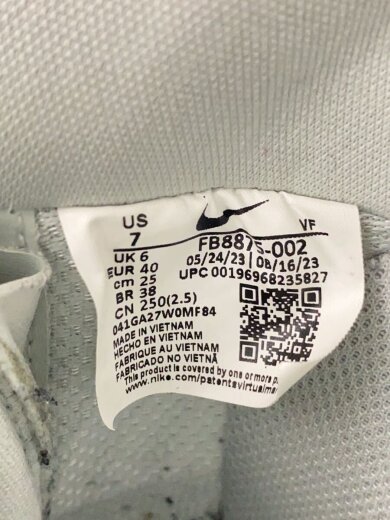 US VF
7 FB8875-002
UK 6 05/24/23 | 08/16/23
EUR 40 UPC 00196968235827
cm 25
BR 38
CN 250(2.5)
041GA27W0MF84
MADE IN VIETNAM
HECHO EN VIETNAM
FABRIQUE AU VIETNAM
FABRICADO NO VIETNÃ
This product is covered by one or more p
www.nike.com/patents